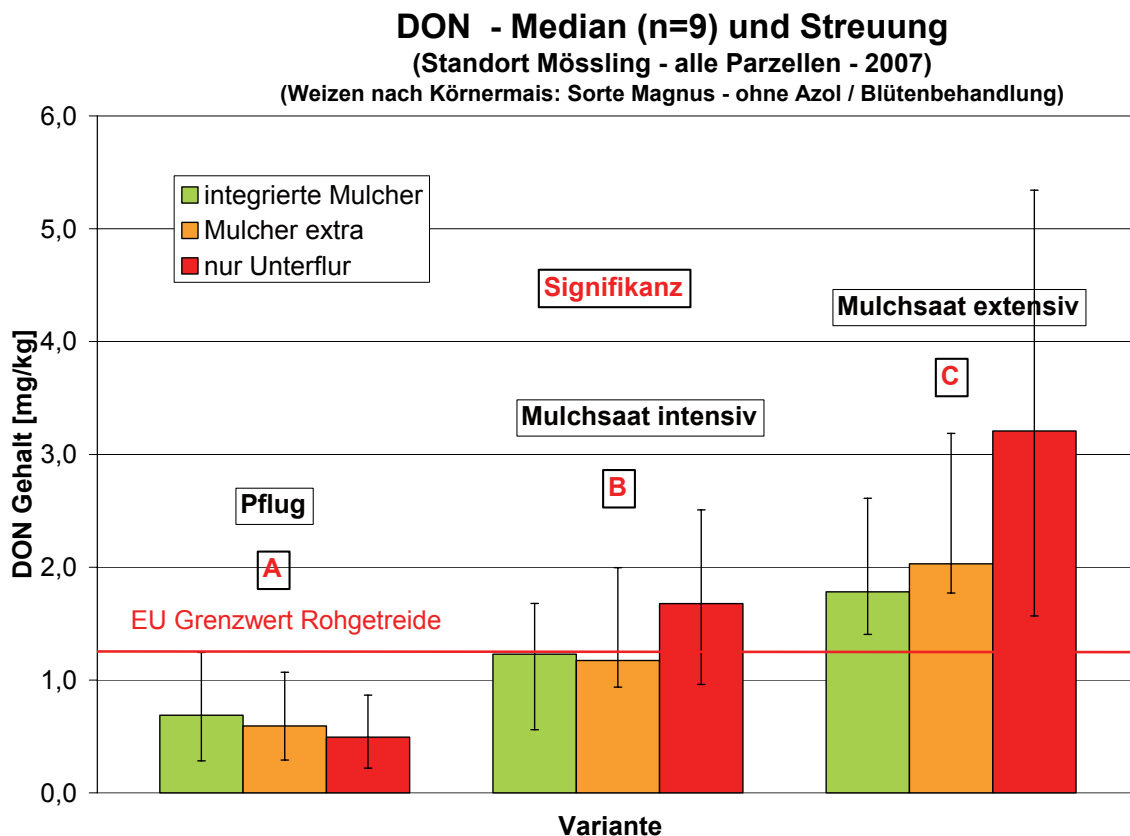 DON - Median (n=9) und Streuung
(Standort Mössling - alle Parzellen - 2007)
(Weizen nach Körnermais: Sorte Magnus - ohne Azol / Blütenbehandlung)
6,0
5,0
4,0
3,0
2,0
1,0
0,0
DON Gehalt [mg/kg]
integrierte Mulcher
Mulcher extra
nur Unterflur
Signifikanz
Mulchsaat extensiv
C
Mulchsaat intensiv
B
Pflug
A
EU Grenzwert Rohgetreide
Variante